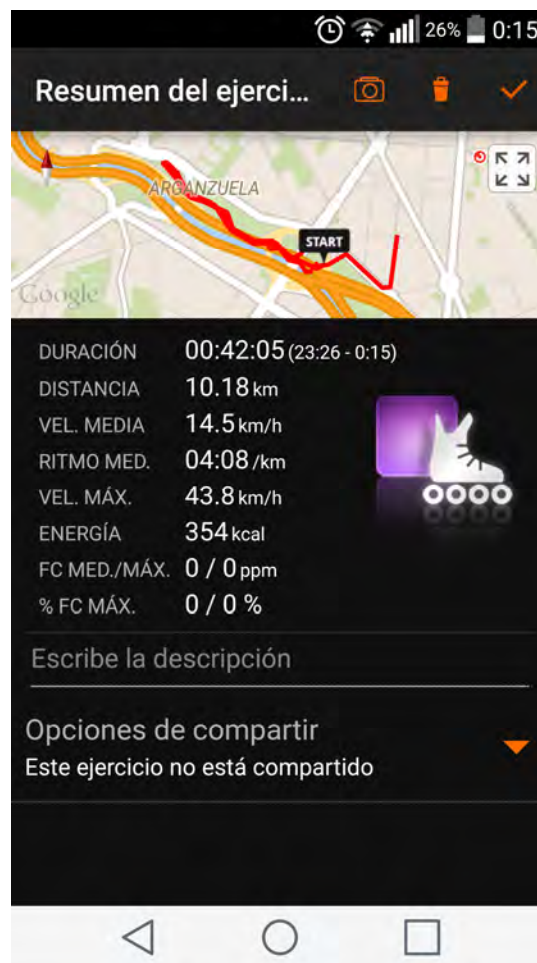 26% 0:15
Resumen del ejerci...
ARGANZUELA
START
Google
DURACIÓN 00:42:05 (23:26 - 0:15)
DISTANCIA 10.18 km
VEL. MEDIA 14.5 km/h
RITMO MED. 04:08 /km
VEL. MÁX. 43.8 km/h
ENERGÍA 354 kcal
FC MED./MÁX. 0 / 0 ppm
% FC MÁX. 0 / 0 %
Escribe la descripción
Opciones de compartir
Este ejercicio no está compartido